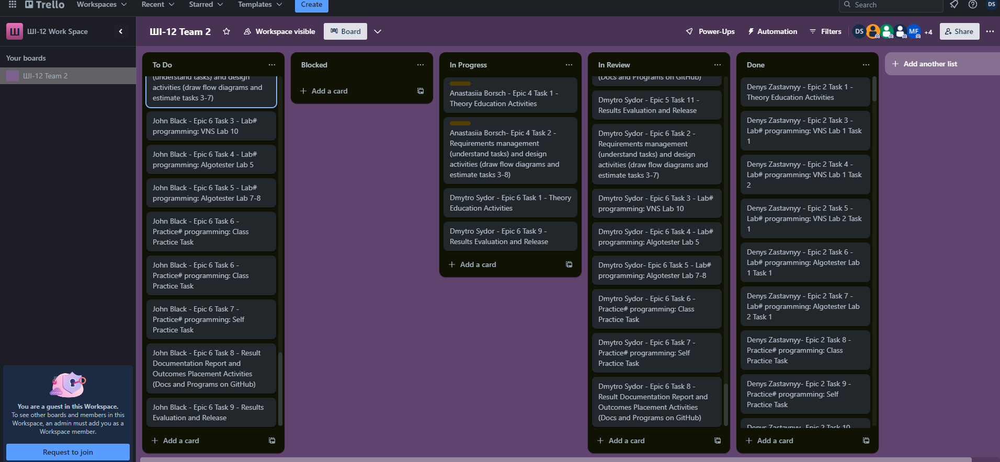 Trello
Workspaces
Recent
Starred
Templates
Create
Search
DS
Ш
ШІ-12 Work Space
ШІ-12 Team 2
Workspace visible
Board
Power-Ups
Automation
Filters
DS
MF
+4
Share
Your boards
ШІ-12 Team 2
You are a guest in this Workspace.
To see other boards and members in this
Workspace, an admin must add you as a
Workspace member.
Request to join
To Do
(understand tasks) and design
activities (draw flow diagrams and
estimate tasks 3-7)
John Black - Epic 6 Task 3 - Lab#
programming: VNS Lab 10
John Black - Epic 6 Task 4 - Lab#
programming: Algotester Lab 5
John Black - Epic 6 Task 5 - Lab#
programming: Algotester Lab 7-8
John Black - Epic 6 Task 6 -
Practice# programming: Class
Practice Task
John Black - Epic 6 Task 6 -
Practice# programming: Class
Practice Task
John Black - Epic 6 Task 7 -
Practice# programming: Self
Practice Task
John Black - Epic 6 Task 8 - Result
Documentation Report and
Outcomes Placement Activities
(Docs and Programs on GitHub)
John Black - Epic 6 Task 9 - Results
Evaluation and Release
Add a card
Blocked
Add a card
In Progress
Anastasiia Borsch - Epic 4 Task 1 -
Theory Education Activities
Anastasiia Borsch- Epic 4 Task 2 -
Requirements management
(understand tasks) and design
activities (draw flow diagrams and
estimate tasks 3-8)
Dmytro Sydor - Epic 6 Task 1 - Theory
Education Activities
Dmytro Sydor - Epic 6 Task 9 -
Results Evaluation and Release
Add a card
In Review
(Docs and Programs on GitHub)
Dmytro Sydor - Epic 5 Task 11 -
Results Evaluation and Release
Dmytro Sydor - Epic 6 Task 2 -
Requirements management
(understand tasks) and design
activities (draw flow diagrams and
estimate tasks 3-7)
Dmytro Sydor - Epic 6 Task 3 - Lab#
programming: VNS Lab 10
Dmytro Sydor - Epic 6 Task 4 - Lab#
programming: Algotester Lab 5
Dmytro Sydor- Epic 6 Task 5 - Lab#
programming: Algotester Lab 7-8
Dmytro Sydor - Epic 6 Task 6 -
Practice# programming: Class
Practice Task
Dmytro Sydor - Epic 6 Task 7 -
Practice# programming: Self
Practice Task
Dmytro Sydor - Epic 6 Task 8 -
Result Documentation Report and
Outcomes Placement Activities
(Docs and Programs on GitHub)
Add a card
Done
Denys Zastavnyy - Epic 2 Task 1 -
Theory Education Activities
Denys Zastavnyy - Epic 2 Task 3 -
Lab# programming: VNS Lab 1 Task
1
Denys Zastavnyy - Epic 2 Task 4 -
Lab# programming: VNS Lab 1 Task
2
Denys Zastavnyy - Epic 2 Task 5 -
Lab# programming: VNS Lab 2 Task
1
Denys Zastavnyy - Epic 2 Task 6 -
Lab# programming: Algotester Lab
1 Task 1
Denys Zastavnyy - Epic 2 Task 7 -
Lab# programming: Algotester Lab
2 Task 1
Denys Zastavnyy- Epic 2 Task 8 -
Practice# programming: Class
Practice Task
Denys Zastavnyy- Epic 2 Task 9 -
Practice# programming: Self
Practice Task
Denys Zastavnyy- Epic 2 Task 10
Add a card
Add another list